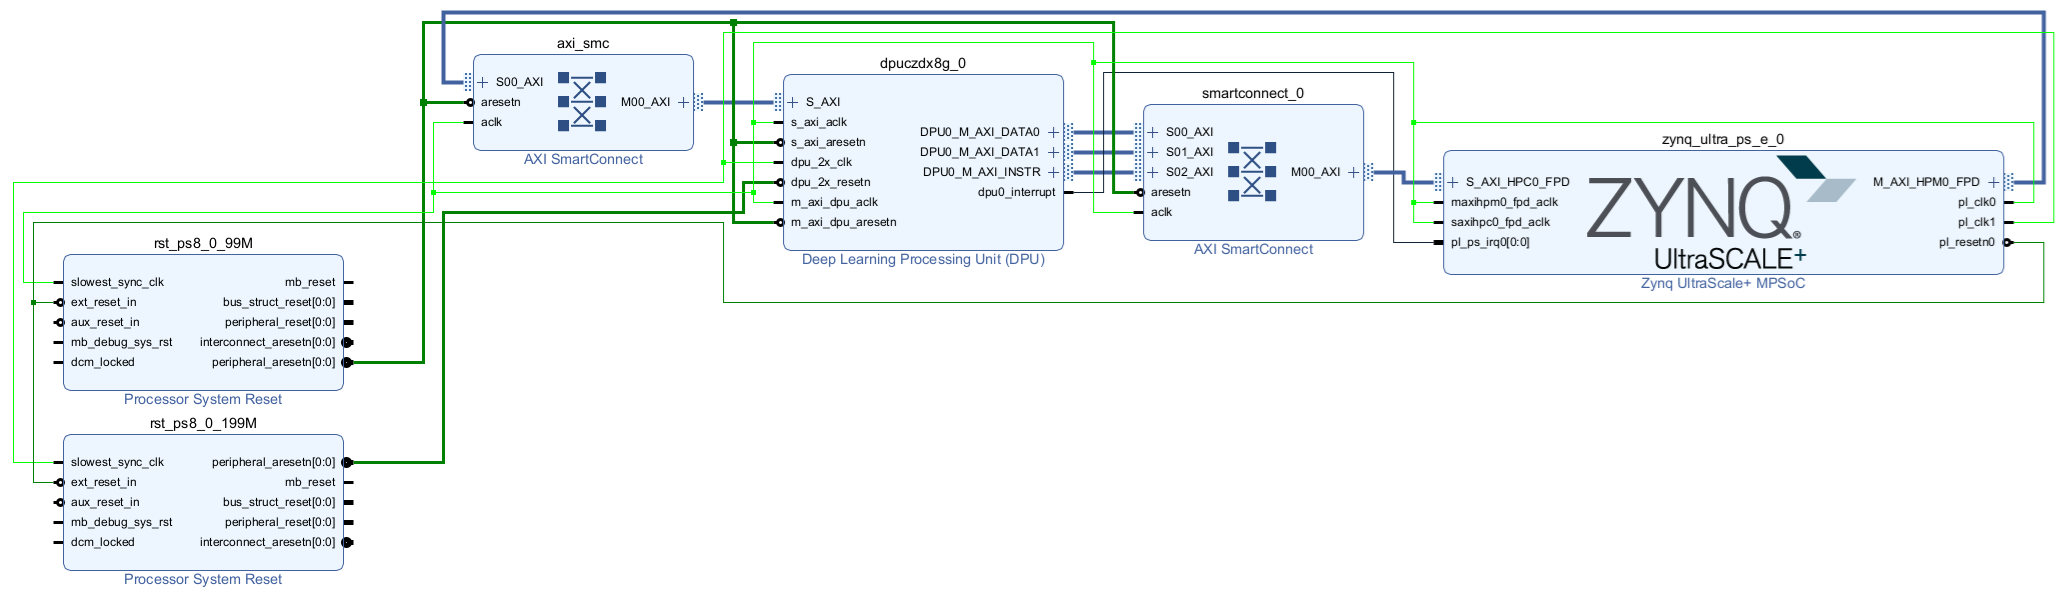 axi_smc
S00_AXI
aresetn
aclk
M00_AXI
AXI SmartConnect
dpuczdx8g_0
S_AXI
s_axi_aclk
s_axi_aresetn
dpu_2x_clk
dpu_2x_resetn
m_axi_dpu_aclk
m_axi_dpu_aresetn
DPU0_M_AXI_DATA0
DPU0_M_AXI_DATA1
DPU0_M_AXI_INSTR
dpu0_interrupt
Deep Learning Processing Unit (DPU)
smartconnect_0
S00_AXI
S01_AXI
S02_AXI
aresetn
aclk
M00_AXI
AXI SmartConnect
zynq_ultra_ps_e_0
S_AXI_HPC0_FPD
maxihpm0_fpd_aclk
saxihpc0_fpd_aclk
pl_ps_irq0[0:0]
ZYNQ®
UltraSCALE+
M_AXI_HPM0_FPD
pl_clk0
pl_clk1
pl_resetn0
Zynq UltraScale+ MPSoC
rst_ps8_0_99M
slowest_sync_clk
ext_reset_in
aux_reset_in
mb_debug_sys_rst
dcm_locked
mb_reset
bus_struct_reset[0:0]
peripheral_reset[0:0]
interconnect_aresetn[0:0]
peripheral_aresetn[0:0]
Processor System Reset
rst_ps8_0_199M
slowest_sync_clk
ext_reset_in
aux_reset_in
mb_debug_sys_rst
dcm_locked
peripheral_aresetn[0:0]
mb_reset
bus_struct_reset[0:0]
peripheral_reset[0:0]
interconnect_aresetn[0:0]
Processor System Reset